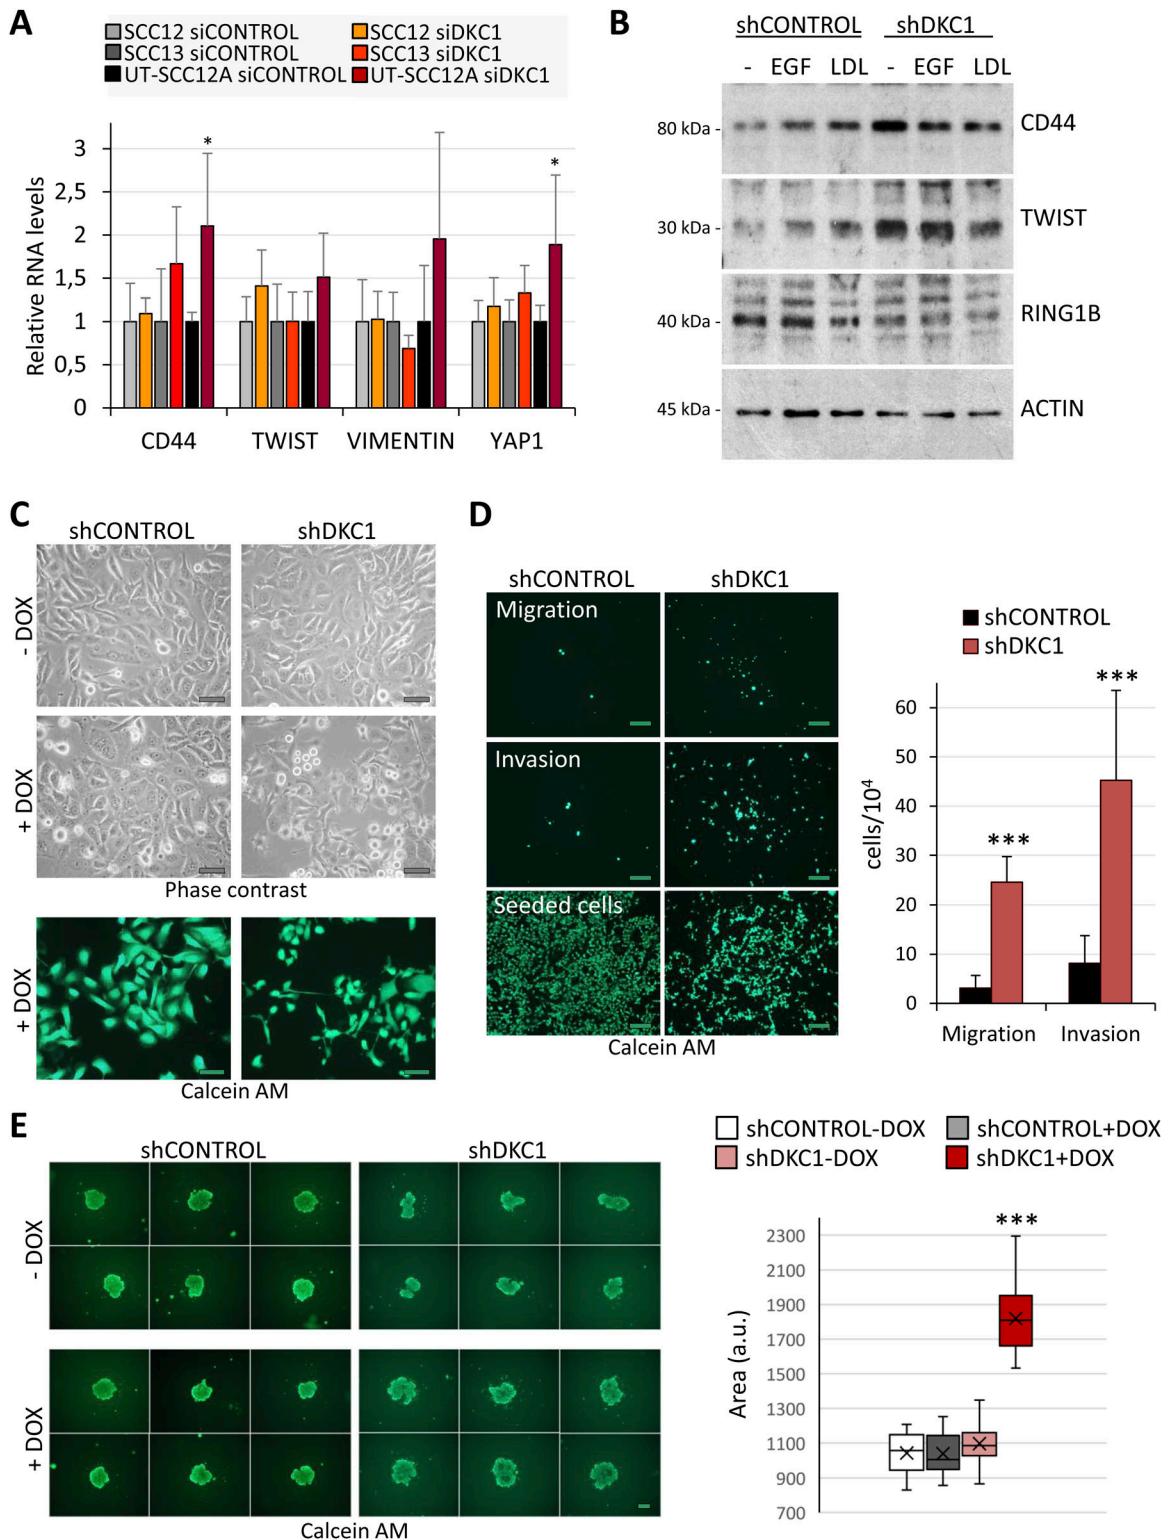 A
SCC12 siCONTROL SCC12 siDKC1
SCC13 siCONTROL SCC13 siDKC1
UT-SCC12A siCONTROL UT-SCC12A siDKC1
Relative RNA levels
3
2,5
2
1,5
1
0,5
0
* *
CD44 TWIST VIMENTIN YAP1
B
shCONTROL shDKC1
- EGF LDL - EGF LDL
80 kDa - CD44
30 kDa - TWIST
40 kDa - RING1B
45 kDa - ACTIN
C
shCONTROL shDKC1
- DOX
+ DOX
Phase contrast
+ DOX
Calcein AM
D
shCONTROL shDKC1
Migration
Invasion
Seeded cells
Calcein AM
shCONTROL
shDKC1
cells/10⁴
60
50
40
30
20
10
0
*** ***
Migration Invasion
E
shCONTROL shDKC1
- DOX
+ DOX
Calcein AM
shCONTROL-DOX shCONTROL+DOX
shDKC1-DOX shDKC1+DOX
Area (a.u.)
***
2300
2100
1900
1700
1500
1300
1100
900
700